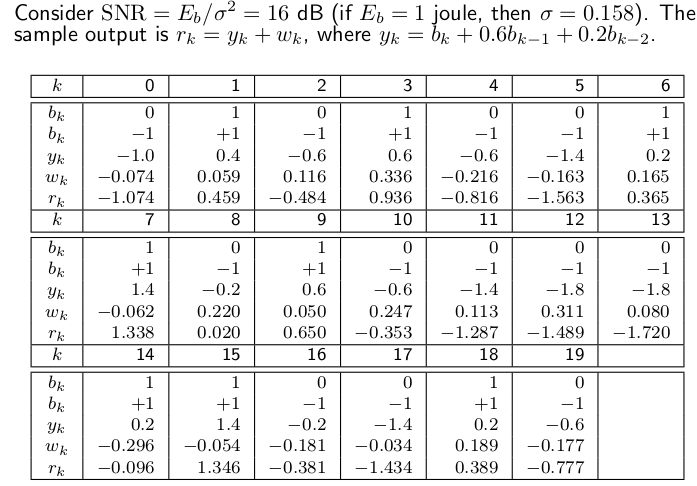 Consider SNR = E_b/σ² = 16 dB (if E_b = 1 joule, then σ = 0.158). The
sample output is r_k = y_k + w_k, where y_k = b_k + 0.6b_{k−1} + 0.2b_{k−2}.
k 0 1 2 3 4 5 6
b_k 0 1 0 1 0 0 1
b_k −1 +1 −1 +1 −1 −1 +1
y_k −1.0 0.4 −0.6 0.6 −0.6 −1.4 0.2
w_k −0.074 0.059 0.116 0.336 −0.216 −0.163 0.165
r_k −1.074 0.459 −0.484 0.936 −0.816 −1.563 0.365
k 7 8 9 10 11 12 13
b_k 1 0 1 0 0 0 0
b_k +1 −1 +1 −1 −1 −1 −1
y_k 1.4 −0.2 0.6 −0.6 −1.4 −1.8 −1.8
w_k −0.062 0.220 0.050 0.247 0.113 0.311 0.080
r_k 1.338 0.020 0.650 −0.353 −1.287 −1.489 −1.720
k 14 15 16 17 18 19
b_k 1 1 0 0 1 0
b_k +1 +1 −1 −1 +1 −1
y_k 0.2 1.4 −0.2 −1.4 0.2 −0.6
w_k −0.296 −0.054 −0.181 −0.034 0.189 −0.177
r_k −0.096 1.346 −0.381 −1.434 0.389 −0.777